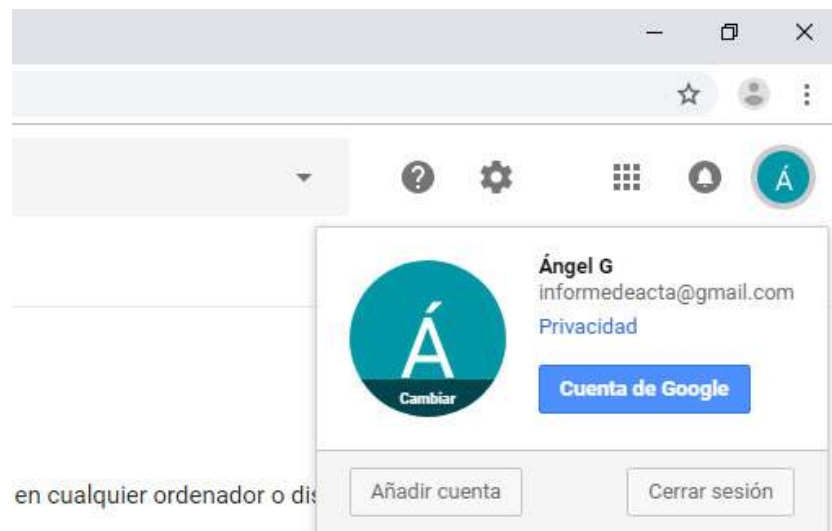 Á
Ángel G
informedeacta@gmail.com
Privacidad
Á
Cambiar
Cuenta de Google
en cualquier ordenador o dis
Añadir cuenta
Cerrar sesión